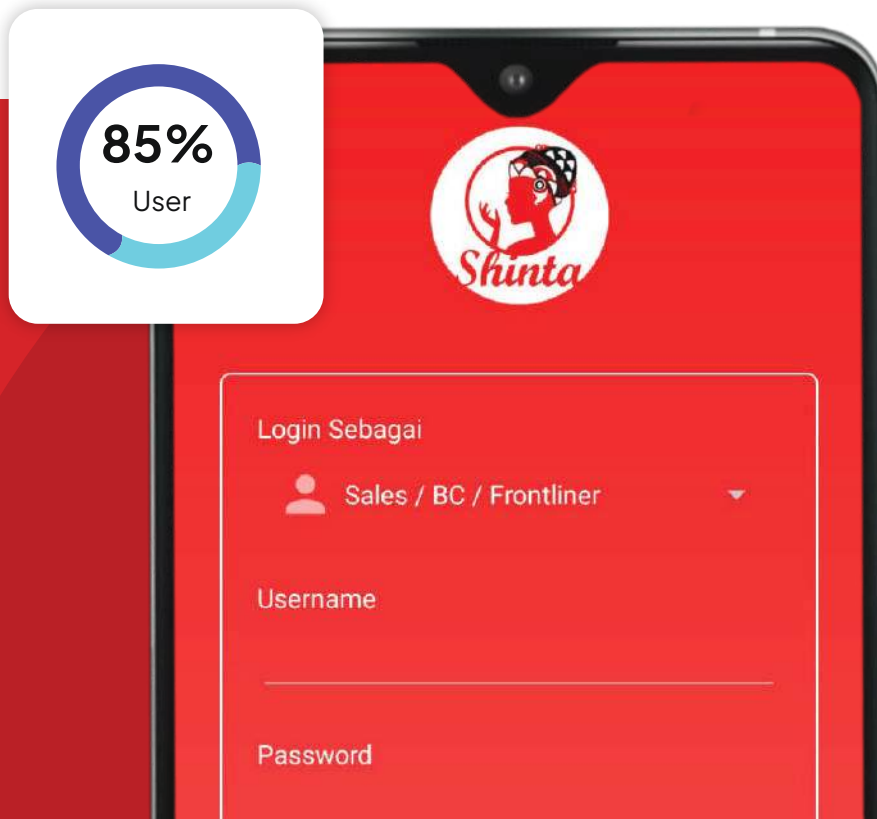 85%
User
Shinta
Login Sebagai
Sales / BC / Frontliner
Username
Password